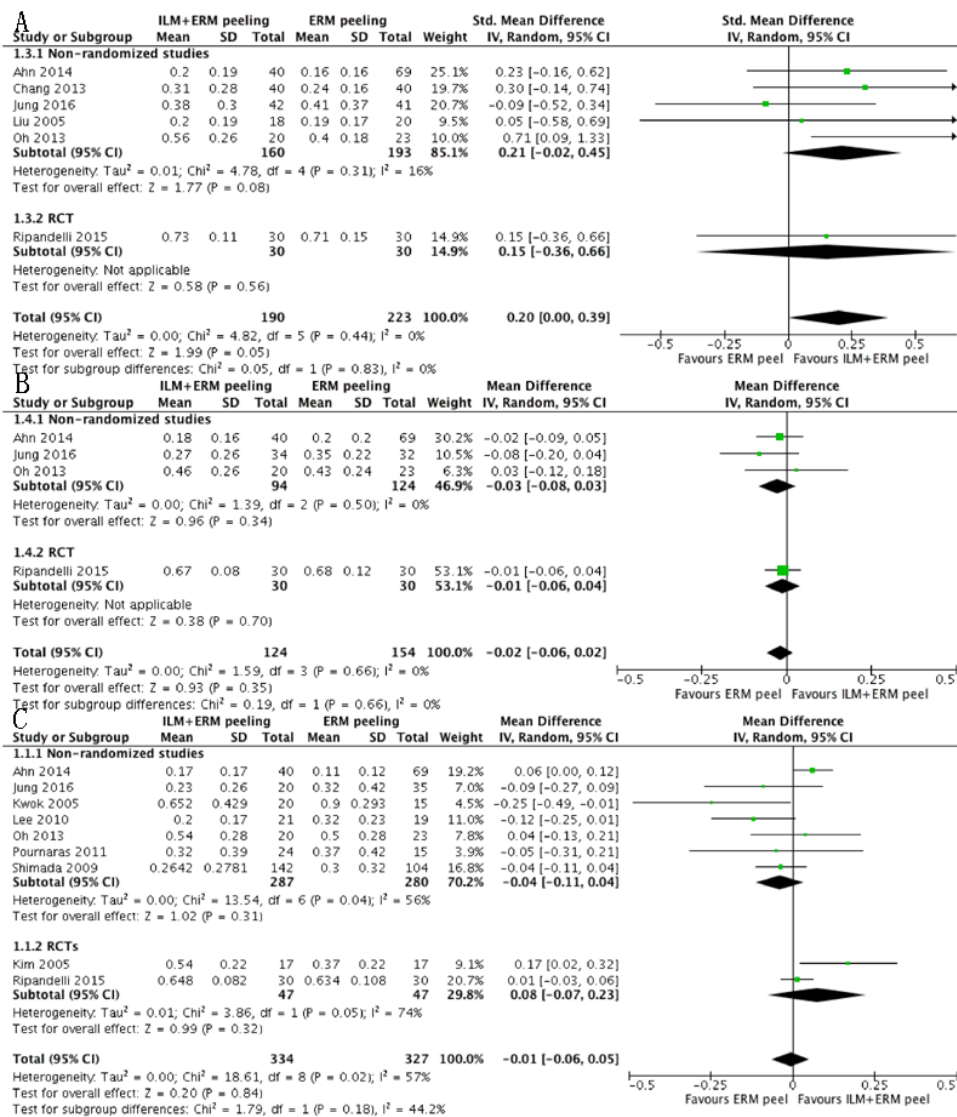 A
ILM+ERM peeling ERM peeling Std. Mean Difference Std. Mean Difference
Study or Subgroup Mean SD Total Mean SD Total Weight IV, Random, 95% CI IV, Random, 95% CI
1.3.1 Non-randomized studies
Ahn 2014 0.2 0.19 40 0.16 0.16 69 25.1% 0.23 [-0.16, 0.62]
Chang 2013 0.31 0.28 40 0.24 0.16 40 19.7% 0.30 [-0.14, 0.74]
Jung 2016 0.38 0.3 42 0.41 0.37 41 20.7% -0.09 [-0.52, 0.34]
Liu 2005 0.2 0.19 18 0.19 0.17 20 9.5% 0.05 [-0.58, 0.69]
Oh 2013 0.56 0.26 20 0.4 0.18 23 10.0% 0.71 [0.09, 1.33]
Subtotal (95% CI) 160 193 85.1% 0.21 [-0.02, 0.45]
Heterogeneity: Tau² = 0.01; Chi² = 4.78, df = 4 (P = 0.31); I² = 16%
Test for overall effect: Z = 1.77 (P = 0.08)
1.3.2 RCT
Ripandelli 2015 0.73 0.11 30 0.71 0.15 30 14.9% 0.15 [-0.36, 0.66]
Subtotal (95% CI) 30 30 14.9% 0.15 [-0.36, 0.66]
Heterogeneity: Not applicable
Test for overall effect: Z = 0.58 (P = 0.56)
Total (95% CI) 190 223 100.0% 0.20 [0.00, 0.39]
Heterogeneity: Tau² = 0.00; Chi² = 4.82, df = 5 (P = 0.44); I² = 0%
Test for overall effect: Z = 1.99 (P = 0.05)
Test for subgroup differences: Chi² = 0.05, df = 1 (P = 0.83), I² = 0%
-0.5 -0.25 0 0.25 0.5
Favours ERM peel Favours ILM+ERM peel
B
ILM+ERM peeling ERM peeling Mean Difference Mean Difference
Study or Subgroup Mean SD Total Mean SD Total Weight IV, Random, 95% CI IV, Random, 95% CI
1.4.1 Non-randomized studies
Ahn 2014 0.18 0.16 40 0.2 0.2 69 30.2% -0.02 [-0.09, 0.05]
Jung 2016 0.27 0.26 34 0.35 0.22 32 10.5% -0.08 [-0.20, 0.04]
Oh 2013 0.46 0.26 20 0.43 0.24 23 6.3% 0.03 [-0.12, 0.18]
Subtotal (95% CI) 94 124 46.9% -0.03 [-0.08, 0.03]
Heterogeneity: Tau² = 0.00; Chi² = 1.39, df = 2 (P = 0.50); I² = 0%
Test for overall effect: Z = 0.96 (P = 0.34)
1.4.2 RCT
Ripandelli 2015 0.67 0.08 30 0.68 0.12 30 53.1% -0.01 [-0.06, 0.04]
Subtotal (95% CI) 30 30 53.1% -0.01 [-0.06, 0.04]
Heterogeneity: Not applicable
Test for overall effect: Z = 0.38 (P = 0.70)
Total (95% CI) 124 154 100.0% -0.02 [-0.06, 0.02]
Heterogeneity: Tau² = 0.00; Chi² = 1.59, df = 3 (P = 0.66); I² = 0%
Test for overall effect: Z = 0.93 (P = 0.35)
Test for subgroup differences: Chi² = 0.19, df = 1 (P = 0.66), I² = 0%
-0.5 -0.25 0 0.25 0.5
Favours ERM peel Favours ILM+ERM peel
C
ILM+ERM peeling ERM peeling Mean Difference Mean Difference
Study or Subgroup Mean SD Total Mean SD Total Weight IV, Random, 95% CI IV, Random, 95% CI
1.1.1 Non-randomized studies
Ahn 2014 0.17 0.17 40 0.11 0.12 69 19.2% 0.06 [0.00, 0.12]
Jung 2016 0.23 0.26 20 0.32 0.42 35 7.0% -0.09 [-0.27, 0.09]
Kwok 2005 0.652 0.429 20 0.9 0.293 15 4.5% -0.25 [-0.49, -0.01]
Lee 2010 0.2 0.17 21 0.32 0.23 19 11.0% -0.12 [-0.25, 0.01]
Oh 2013 0.54 0.28 20 0.5 0.28 23 7.8% 0.04 [-0.13, 0.21]
Pournaras 2011 0.32 0.39 24 0.37 0.42 15 3.9% -0.05 [-0.31, 0.21]
Shimada 2009 0.2642 0.2781 142 0.3 0.32 104 16.8% -0.04 [-0.11, 0.04]
Subtotal (95% CI) 287 280 70.2% -0.04 [-0.11, 0.04]
Heterogeneity: Tau² = 0.00; Chi² = 13.54, df = 6 (P = 0.04); I² = 56%
Test for overall effect: Z = 1.02 (P = 0.31)
1.1.2 RCTs
Kim 2005 0.54 0.22 17 0.37 0.22 17 9.1% 0.17 [0.02, 0.32]
Ripandelli 2015 0.648 0.082 30 0.634 0.108 30 20.7% 0.01 [-0.03, 0.06]
Subtotal (95% CI) 47 47 29.8% 0.08 [-0.07, 0.23]
Heterogeneity: Tau² = 0.01; Chi² = 3.86, df = 1 (P = 0.05); I² = 74%
Test for overall effect: Z = 0.99 (P = 0.32)
Total (95% CI) 334 327 100.0% -0.01 [-0.06, 0.05]
Heterogeneity: Tau² = 0.00; Chi² = 18.61, df = 8 (P = 0.02); I² = 57%
Test for overall effect: Z = 0.20 (P = 0.84)
Test for subgroup differences: Chi² = 1.79, df = 1 (P = 0.18), I² = 44.2%
-0.5 -0.25 0 0.25 0.5
Favours ERM peel Favours ILM+ERM peel